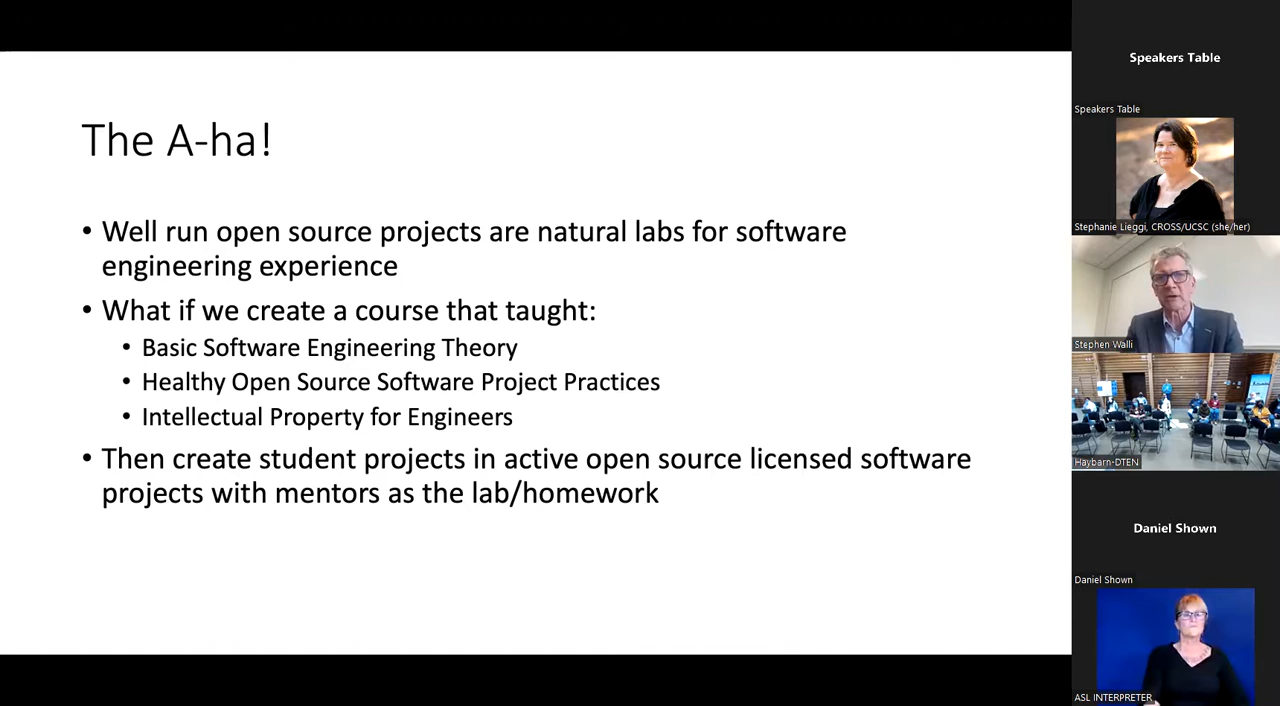 The A-ha!
• Well run open source projects are natural labs for software
engineering experience
• What if we create a course that taught:
• Basic Software Engineering Theory
• Healthy Open Source Software Project Practices
• Intellectual Property for Engineers
• Then create student projects in active open source licensed software
projects with mentors as the lab/homework
Speakers Table
Speakers Table
Stephanie Lieggi, CROSS/UCSC (she/her)
Stephen Walli
Haybarn-DTEN
Daniel Shown
Daniel Shown
ASL INTERPRETER